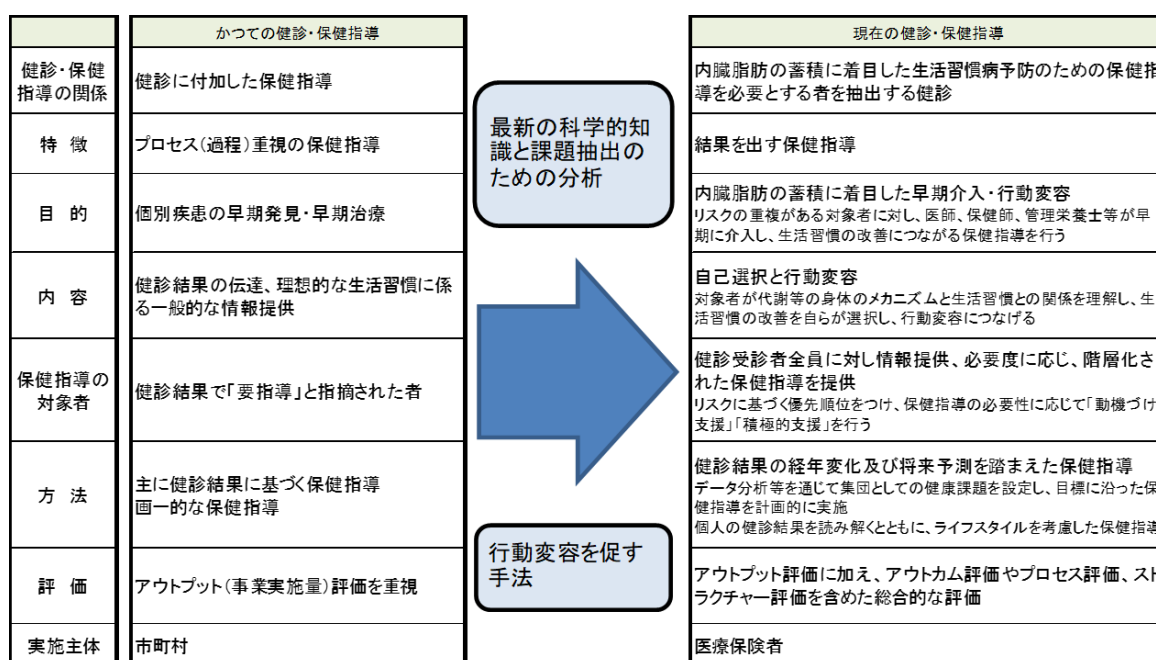 かつての健診・保健指導
現在の健診・保健指導
健診・保健
指導の関係
健診に付加した保健指導
内臓脂肪の蓄積に着目した生活習慣病予防のための保健指
導を必要とする者を抽出する健診
最新の科学的知
識と課題抽出の
ための分析
特 徴
プロセス(過程)重視の保健指導
結果を出す保健指導
目 的
個別疾患の早期発見・早期治療
内臓脂肪の蓄積に着目した早期介入・行動変容
リスクの重複がある対象者に対し、医師、保健師、管理栄養士等が早
期に介入し、生活習慣の改善につながる保健指導を行う
内 容
健診結果の伝達、理想的な生活習慣に係
る一般的な情報提供
自己選択と行動変容
対象者が代謝等の身体のメカニズムと生活習慣との関係を理解し、生
活習慣の改善を自らが選択し、行動変容につなげる
保健指導の
対象者
健診結果で「要指導」と指摘された者
健診受診者全員に対し情報提供、必要度に応じ、階層化さ
れた保健指導を提供
リスクに基づく優先順位をつけ、保健指導の必要性に応じて「動機づけ
支援」「積極的支援」を行う
方 法
主に健診結果に基づく保健指導
画一的な保健指導
健診結果の経年変化及び将来予測を踏まえた保健指導
データ分析等を通じて集団としての健康課題を設定し、目標に沿った保
健指導を計画的に実施
個人の健診結果を読み解くとともに、ライフスタイルを考慮した保健指導
行動変容を促す
手法
評 価
アウトプット(事業実施量)評価を重視
アウトプット評価に加え、アウトカム評価やプロセス評価、スト
ラクチャー評価を含めた総合的な評価
実施主体
市町村
医療保険者